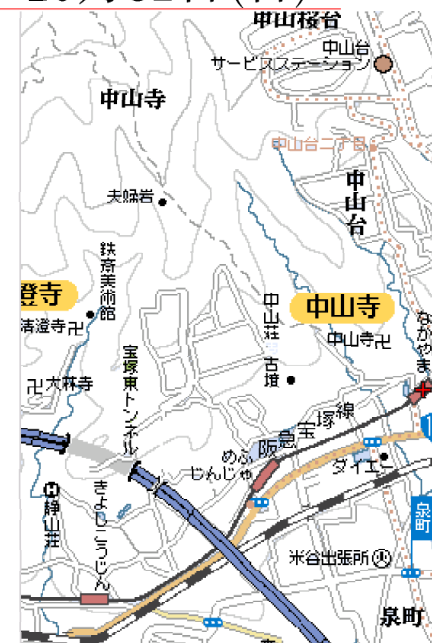 中山桜台
中山台
サービスステーション
中山寺
中山台二丁目
中山台
夫婦岩
鉄斎美術館
澄寺
清澄寺卍
中山荘
古墳
中山寺
中山寺卍
なかやま
宝塚東トンネル
卍大林寺
阪急宝塚線
めふ
じんじゃ
ダイエー
静山荘
きよしこうじん
泉町
米谷出張所
泉町